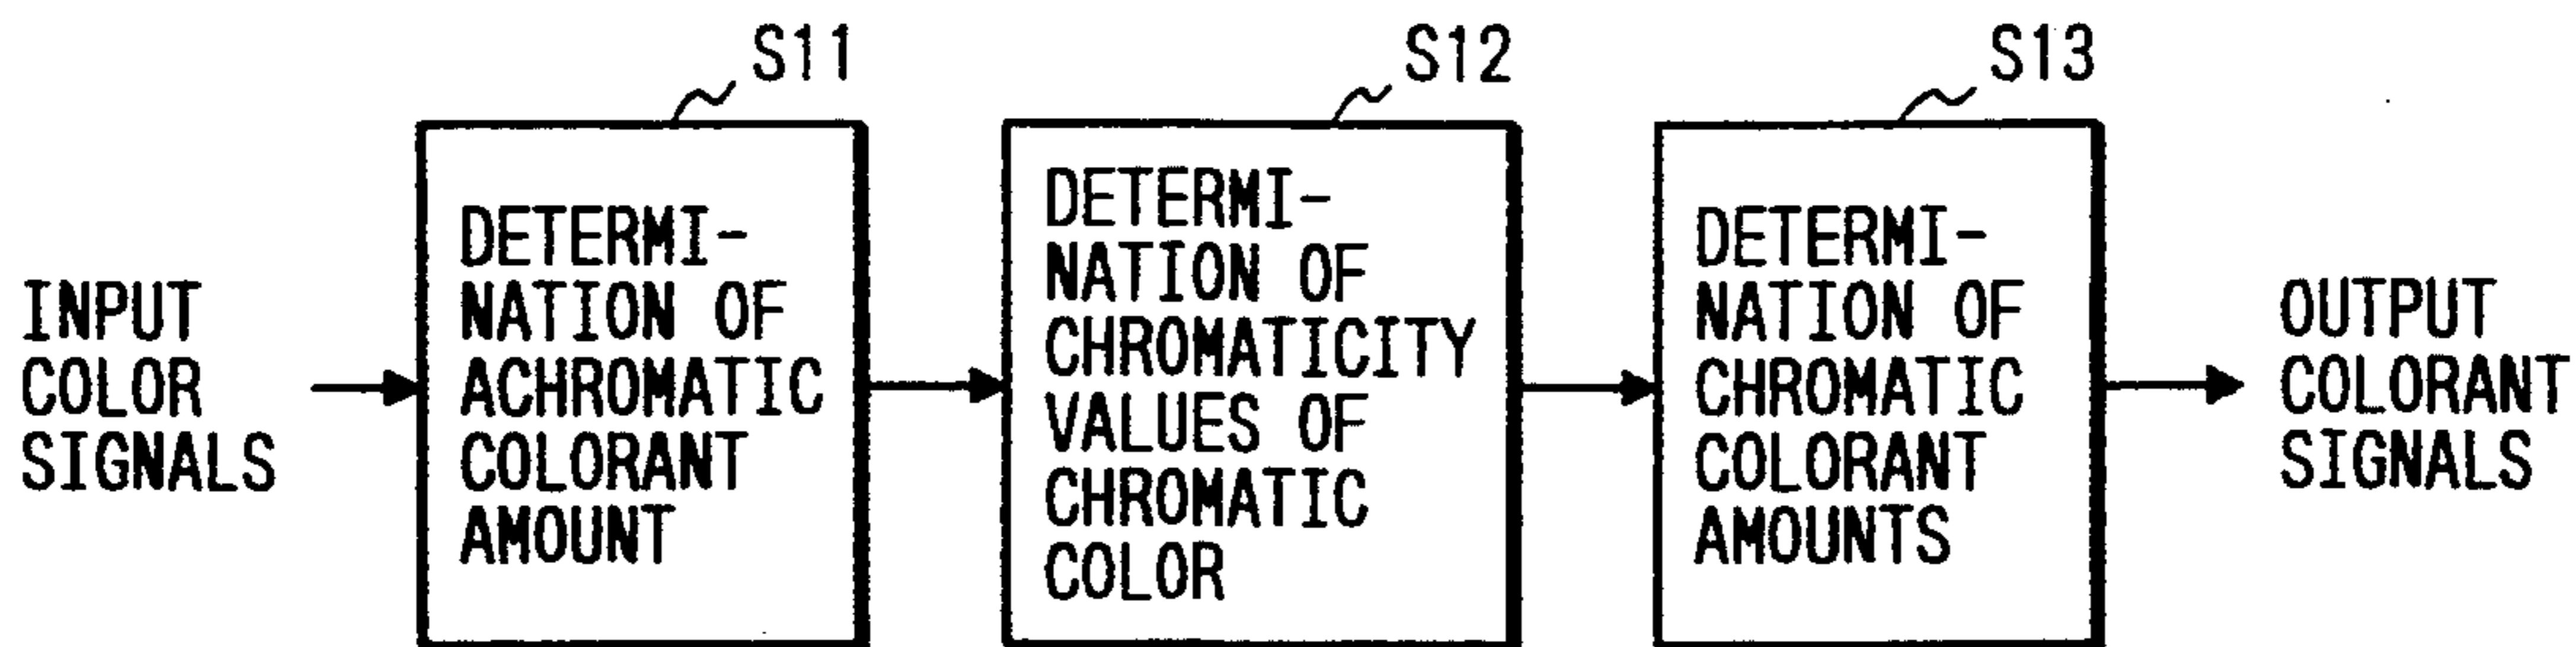 INPUT
COLOR
SIGNALS
S11
DETERMI-
NATION OF
ACHROMATIC
COLORANT
AMOUNT
S12
DETERMI-
NATION OF
CHROMATICITY
VALUES OF
CHROMATIC
COLOR
S13
DETERMI-
NATION OF
CHROMATIC
COLORANT
AMOUNTS
OUTPUT
COLORANT
SIGNALS